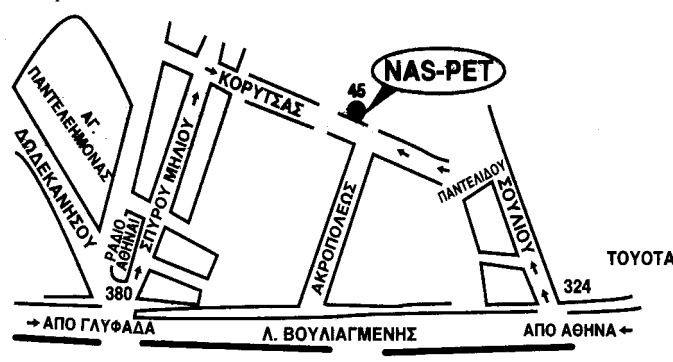 NAS-PET
45
ΚΟΡΥΤΣΑΣ
ΑΓ.
ΠΑΝΤΕΛΕΗΜΟΝΑΣ
ΔΩΔΕΚΑΝΗΣΟΥ
ΣΠΥΡΟΥ ΜΗΛΙΟΥ
ΡΑΔΙΟ
ΑΘΗΝΑΙ
ΑΚΡΟΠΟΛΕΩΣ
ΠΑΝΤΕΛΙΔΟΥ
ΣΟΥΛΙΟΥ
TOYOTA
380
324
→ΑΠΟ ΓΛΥΦΑΔΑ
Λ. ΒΟΥΛΙΑΓΜΕΝΗΣ
ΑΠΟ ΑΘΗΝΑ←